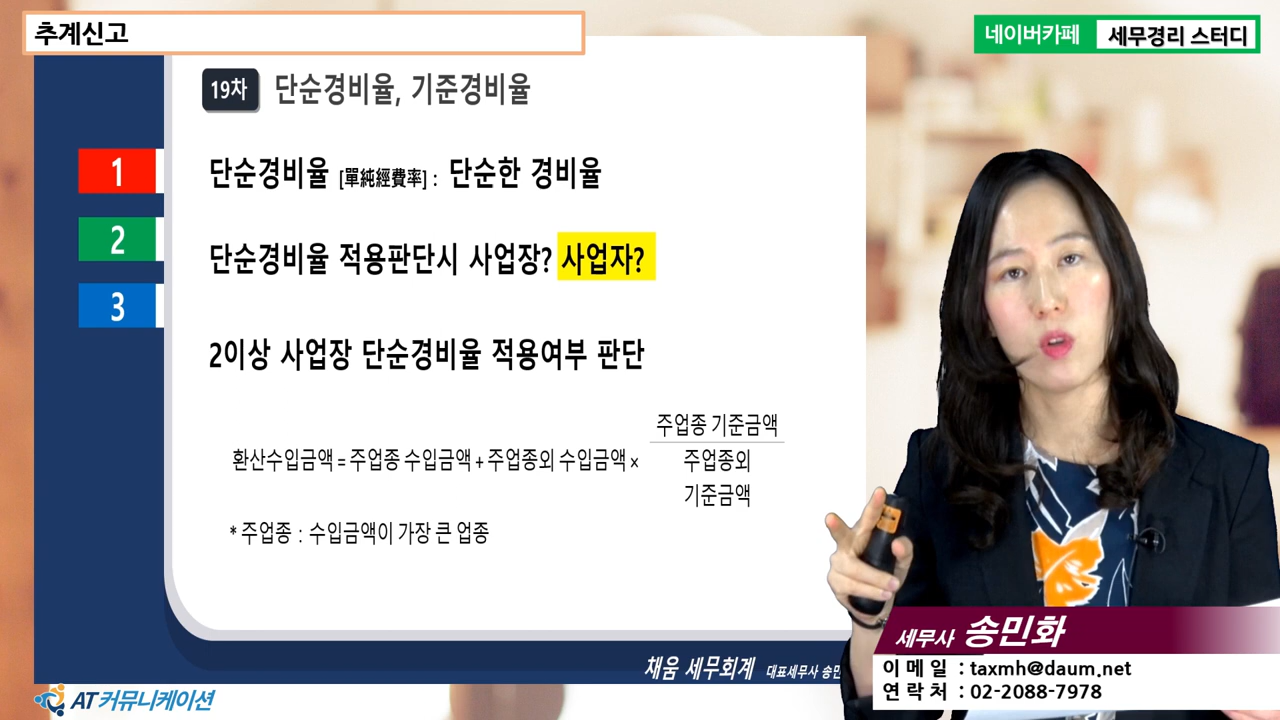 추계신고
네이버카페 세무경리 스터디
19차 단순경비율, 기준경비율
1
단순경비율 [單純經費率] : 단순한 경비율
2
단순경비율 적용판단시 사업장? 사업자?
3
2이상 사업장 단순경비율 적용여부 판단
주업종 기준금액
환산수입금액 = 주업종 수입금액 + 주업종외 수입금액 × 주업종외
기준금액
* 주업종 : 수입금액이 가장 큰 업종
세무사 송민화
이 메 일 : taxmh@daum.net
연 락 처 : 02-2088-7978
채움 세무회계 대표세무사 송민
AT커뮤니케이션